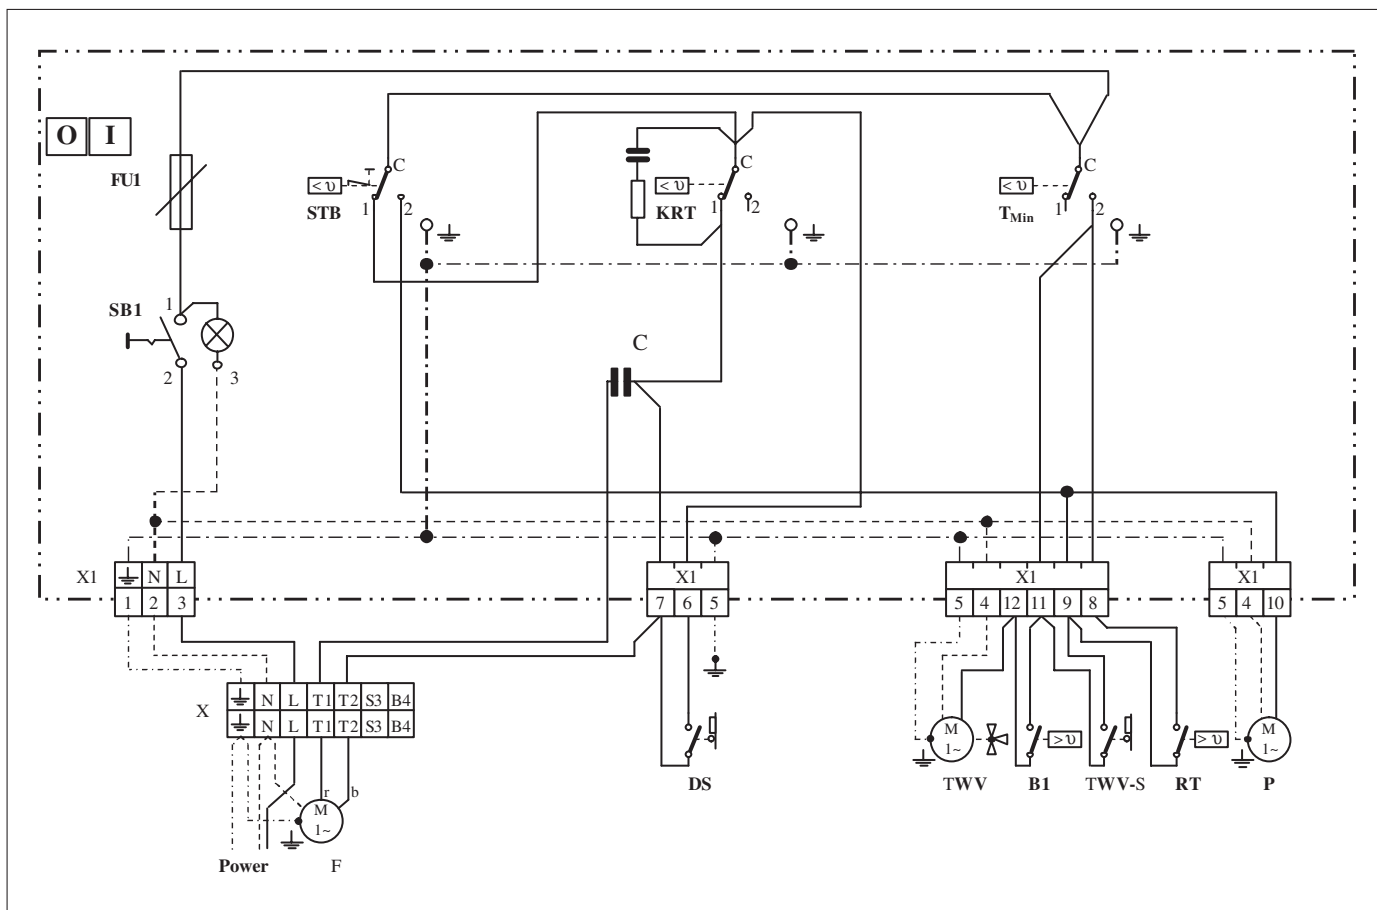 O I
FU1
C
< υ
STB
1
2
C
< υ
KRT
1
2
C
< υ
TMin
1
2
SB1
1
2
3
C
X1 N L
1 2 3
X1
7 6 5
X1
5 4 12 11 9 8
X1
5 4 10
X
N L T1 T2 S3 B4
N L T1 T2 S3 B4
r b
M
1~
Power F
DS
M
1~
TWV
> υ
B1
TWV-S
> υ
RT
M
1~
P